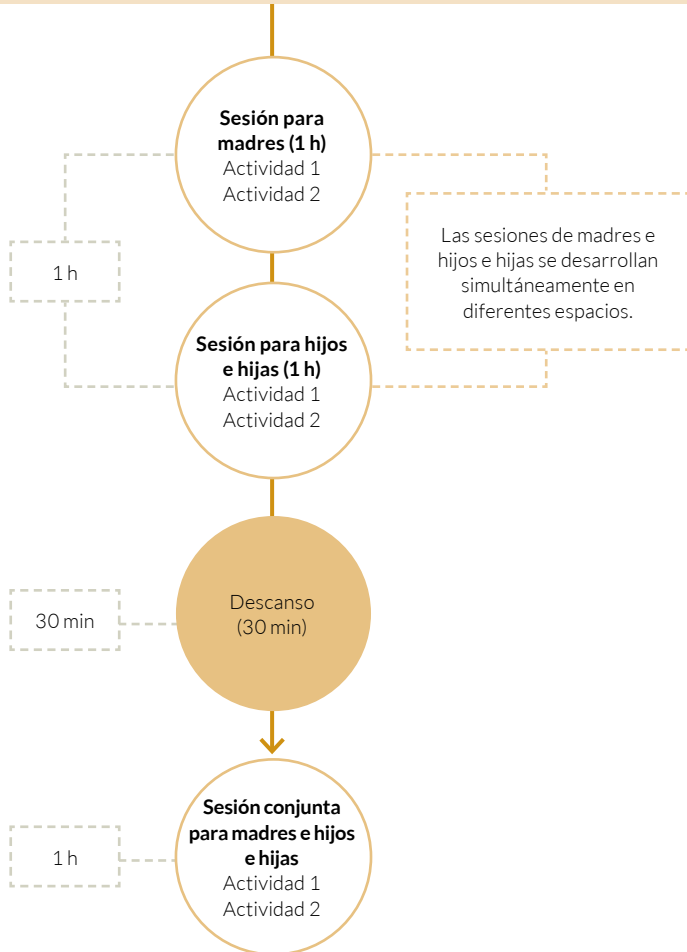 Sesión para
madres (1 h)
Actividad 1
Actividad 2
1 h
Las sesiones de madres e
hijos e hijas se desarrollan
simultáneamente en
diferentes espacios.
Sesión para hijos
e hijas (1 h)
Actividad 1
Actividad 2
30 min
Descanso
(30 min)
1 h
Sesión conjunta
para madres e hijos
e hijas
Actividad 1
Actividad 2